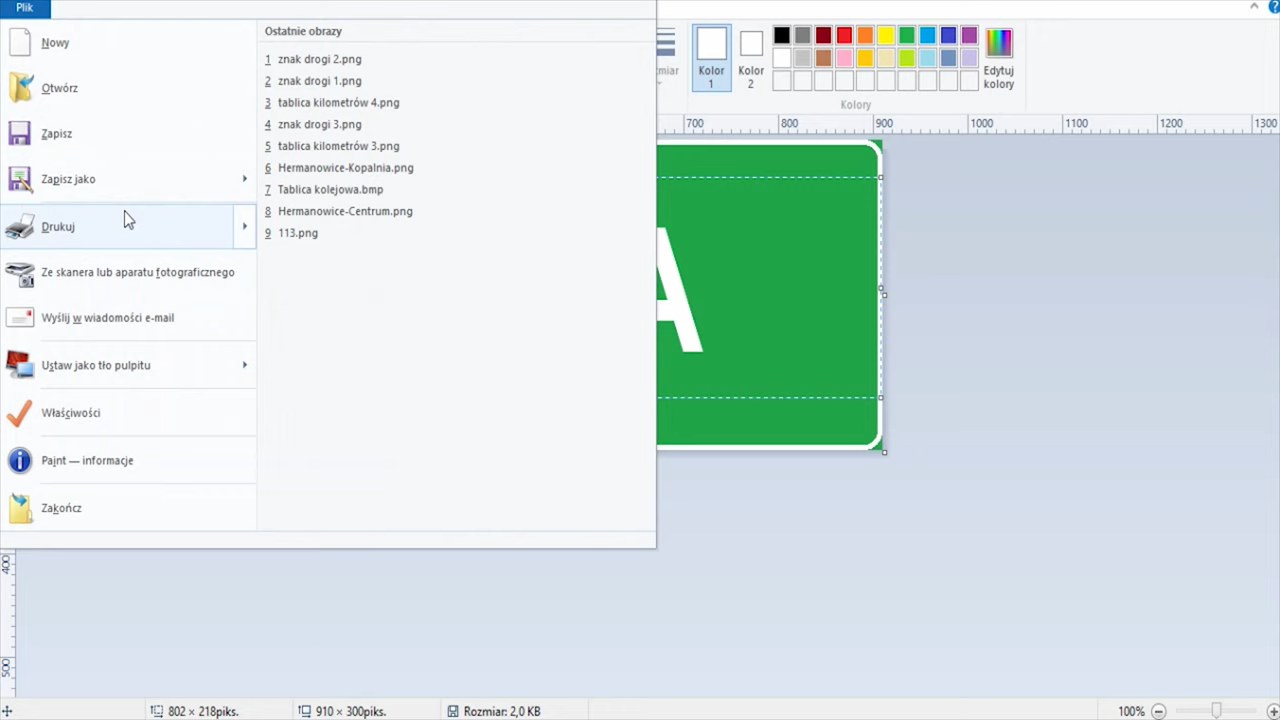 Plik
Nowy
Otwórz
Zapisz
Zapisz jako
Drukuj
Ze skanera lub aparatu fotograficznego
Wyślij w wiadomości e-mail
Ustaw jako tło pulpitu
Właściwości
Paint — informacje
Zakończ
Ostatnie obrazy
1 znak drogi 2.png
2 znak drogi 1.png
3 tablica kilometrów 4.png
4 znak drogi 3.png
5 tablica kilometrów 3.png
6 Hermanowice-Kopalnia.png
7 Tablica kolejowa.bmp
8 Hermanowice-Centrum.png
9 113.png
Kolor 1
Kolor 2
Edytuj kolory
Kolory
700 800 900 1000 1100 1200 1300
A
400
500
802 × 218piks.
910 × 300piks.
Rozmiar: 2,0 KB
100%